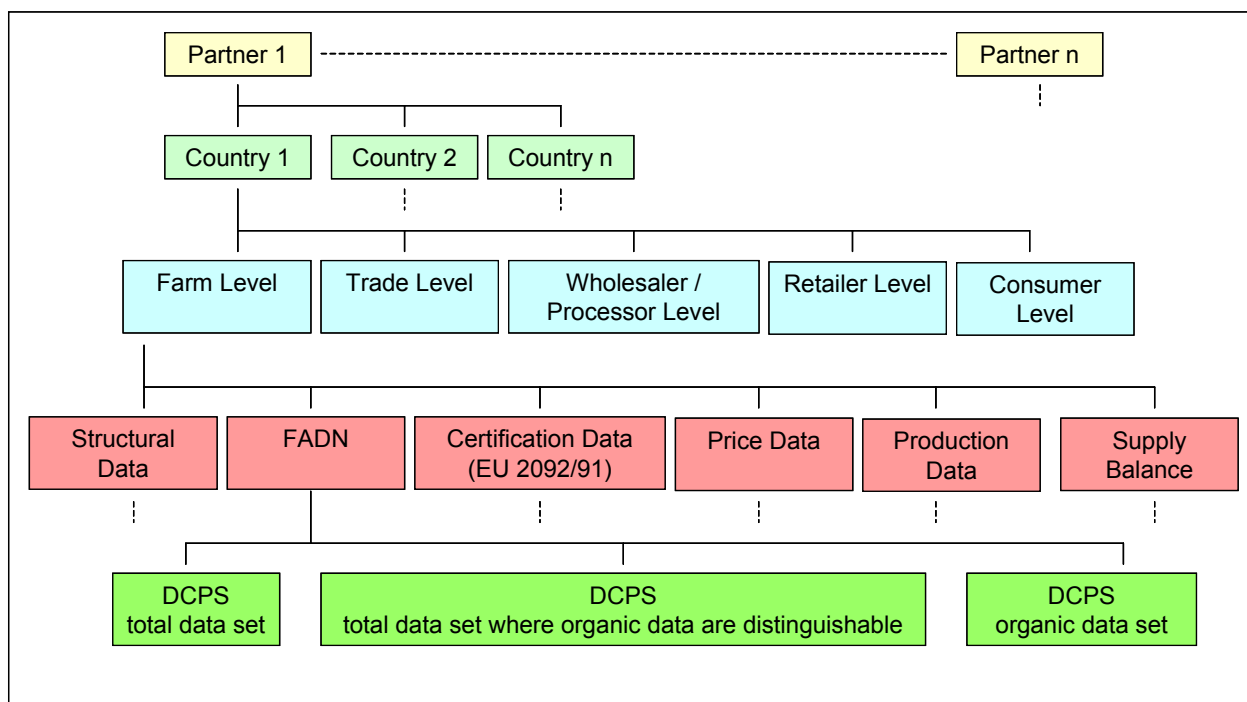 Partner 1
Partner n
Country 1
Country 2
Country n
Farm Level
Trade Level
Wholesaler /
Processor Level
Retailer Level
Consumer
Level
Structural
Data
FADN
Certification Data
(EU 2092/91)
Price Data
Production
Data
Supply
Balance
DCPS
total data set
DCPS
total data set where organic data are distinguishable
DCPS
organic data set